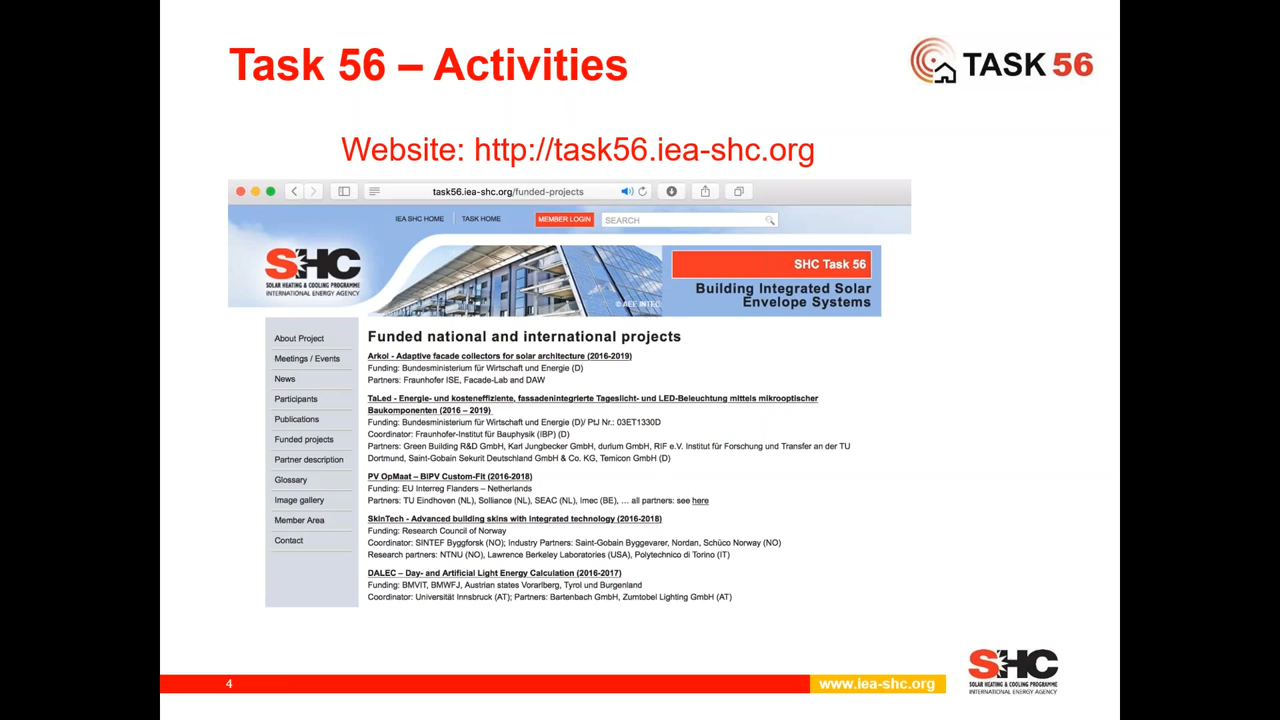 Task 56 – Activities
TASK 56
Website: http://task56.iea-shc.org
task56.iea-shc.org/funded-projects
IEA SHC HOME
TASK HOME
MEMBER LOGIN
SEARCH
SHC
SOLAR HEATING & COOLING PROGRAMME
INTERNATIONAL ENERGY AGENCY
© AEE INTEC
SHC Task 56
Building Integrated Solar
Envelope Systems
About Project
Meetings / Events
News
Participants
Publications
Funded projects
Partner description
Glossary
Image gallery
Member Area
Contact
Funded national and international projects
Arkol - Adaptive facade collectors for solar architecture (2016-2019)
Funding: Bundesministerium für Wirtschaft und Energie (D)
Partners: Fraunhofer ISE, Facade-Lab and DAW
TaLed - Energie- und kosteneffiziente, fassadenintegrierte Tageslicht- und LED-Beleuchtung mittels mikrooptischer
Baukomponenten (2016 – 2019)
Funding: Bundesministerium für Wirtschaft und Energie (D)/ PtJ Nr.: 03ET1330D
Coordinator: Fraunhofer-Institut für Bauphysik (IBP) (D)
Partners: Green Building R&D GmbH, Karl Jungbecker GmbH, durlum GmbH, RIF e.V. Institut für Forschung und Transfer an der TU
Dortmund, Saint-Gobain Sekurit Deutschland GmbH & Co. KG, Temicon GmbH (D)
PV OpMaat – BIPV Custom-Fit (2016-2018)
Funding: EU Interreg Flanders – Netherlands
Partners: TU Eindhoven (NL), Solliance (NL), SEAC (NL), Imec (BE), … all partners: see here
SkinTech - Advanced building skins with integrated technology (2016-2018)
Funding: Research Council of Norway
Coordinator: SINTEF Byggforsk (NO); Industry Partners: Saint-Gobain Byggevarer, Nordan, Schüco Norway (NO)
Research partners: NTNU (NO), Lawrence Berkeley Laboratories (USA), Polytechnico di Torino (IT)
DALEC – Day- and Artificial Light Energy Calculation (2016-2017)
Funding: BMVIT, BMWFJ, Austrian states Vorarlberg, Tyrol und Burgenland
Coordinator: Universität Innsbruck (AT); Partners: Bartenbach GmbH, Zumtobel Lighting GmbH (AT)
4
www.iea-shc.org
SHC
SOLAR HEATING & COOLING PROGRAMME
INTERNATIONAL ENERGY AGENCY